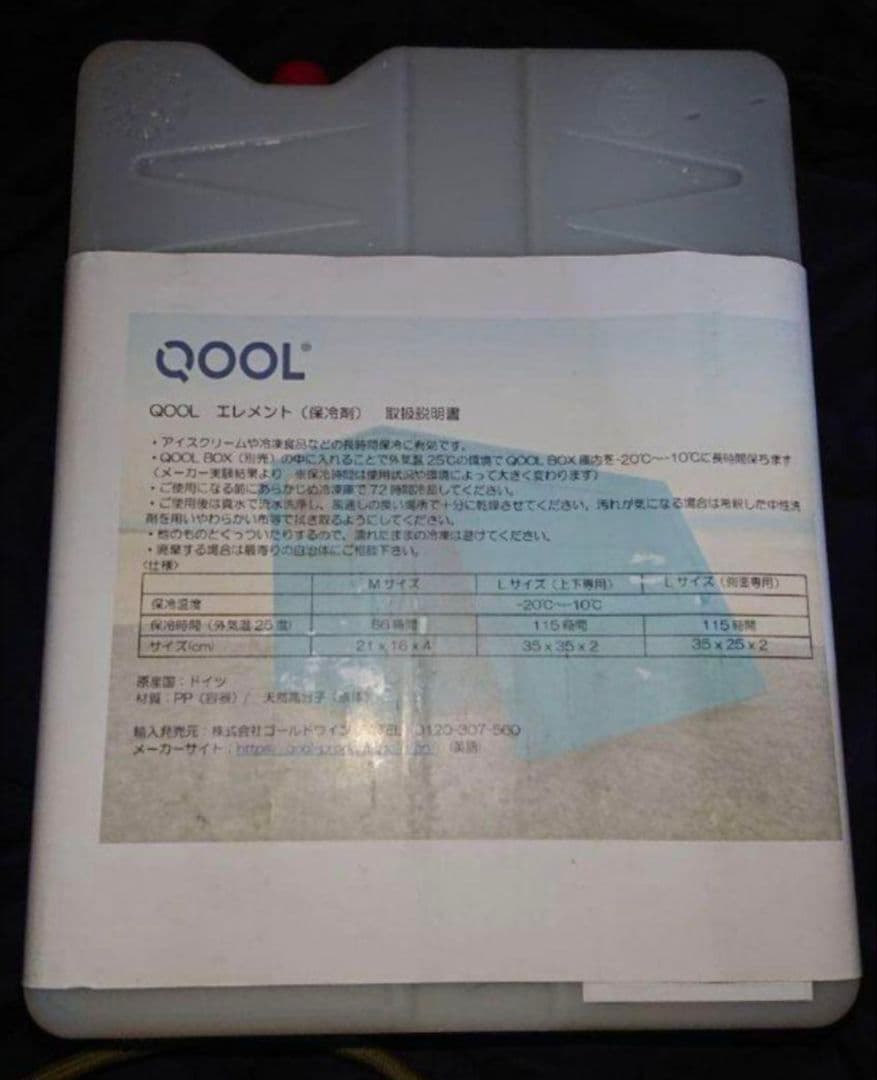 QOOL®
QOOL エレメント（保冷剤） 取扱説明書
・アイスクリームや冷凍食品などの長時間保冷に有効です。
・QOOL BOX（別売）の中に入れることで外気温25℃の環境でQOOL BOX庫内を-20℃～-10℃に長時間保ちます
（メーカー実験結果より ※保冷時間は使用状況や環境によって大きく変わります）
・ご使用になる前にあらかじめ冷凍庫で72時間冷却してください。
・ご使用後は真水で流水洗浄し、風通しの良い場所で十分に乾燥させてください。汚れが気になる場合は希釈した中性洗
剤を用いやわらかい布等で拭き取るようにしてください。
・他のものとくっついたりするので、濡れたままの冷凍は避けてください。
・廃棄する場合は最寄りの自治体にご相談下さい。
〈仕様〉
Mサイズ Lサイズ（上下専用） Lサイズ（側面専用）
保冷温度 -20℃～-10℃
保冷時間（外気温25度） 66時間 115時間 115時間
サイズ(cm) 21×16×4 35×35×2 35×25×2
原産国：ドイツ
材質：PP（容器）/ 天然高分子
輸入発売元：株式会社ゴールドウイン 0120-307-560
メーカーサイト： （英語）